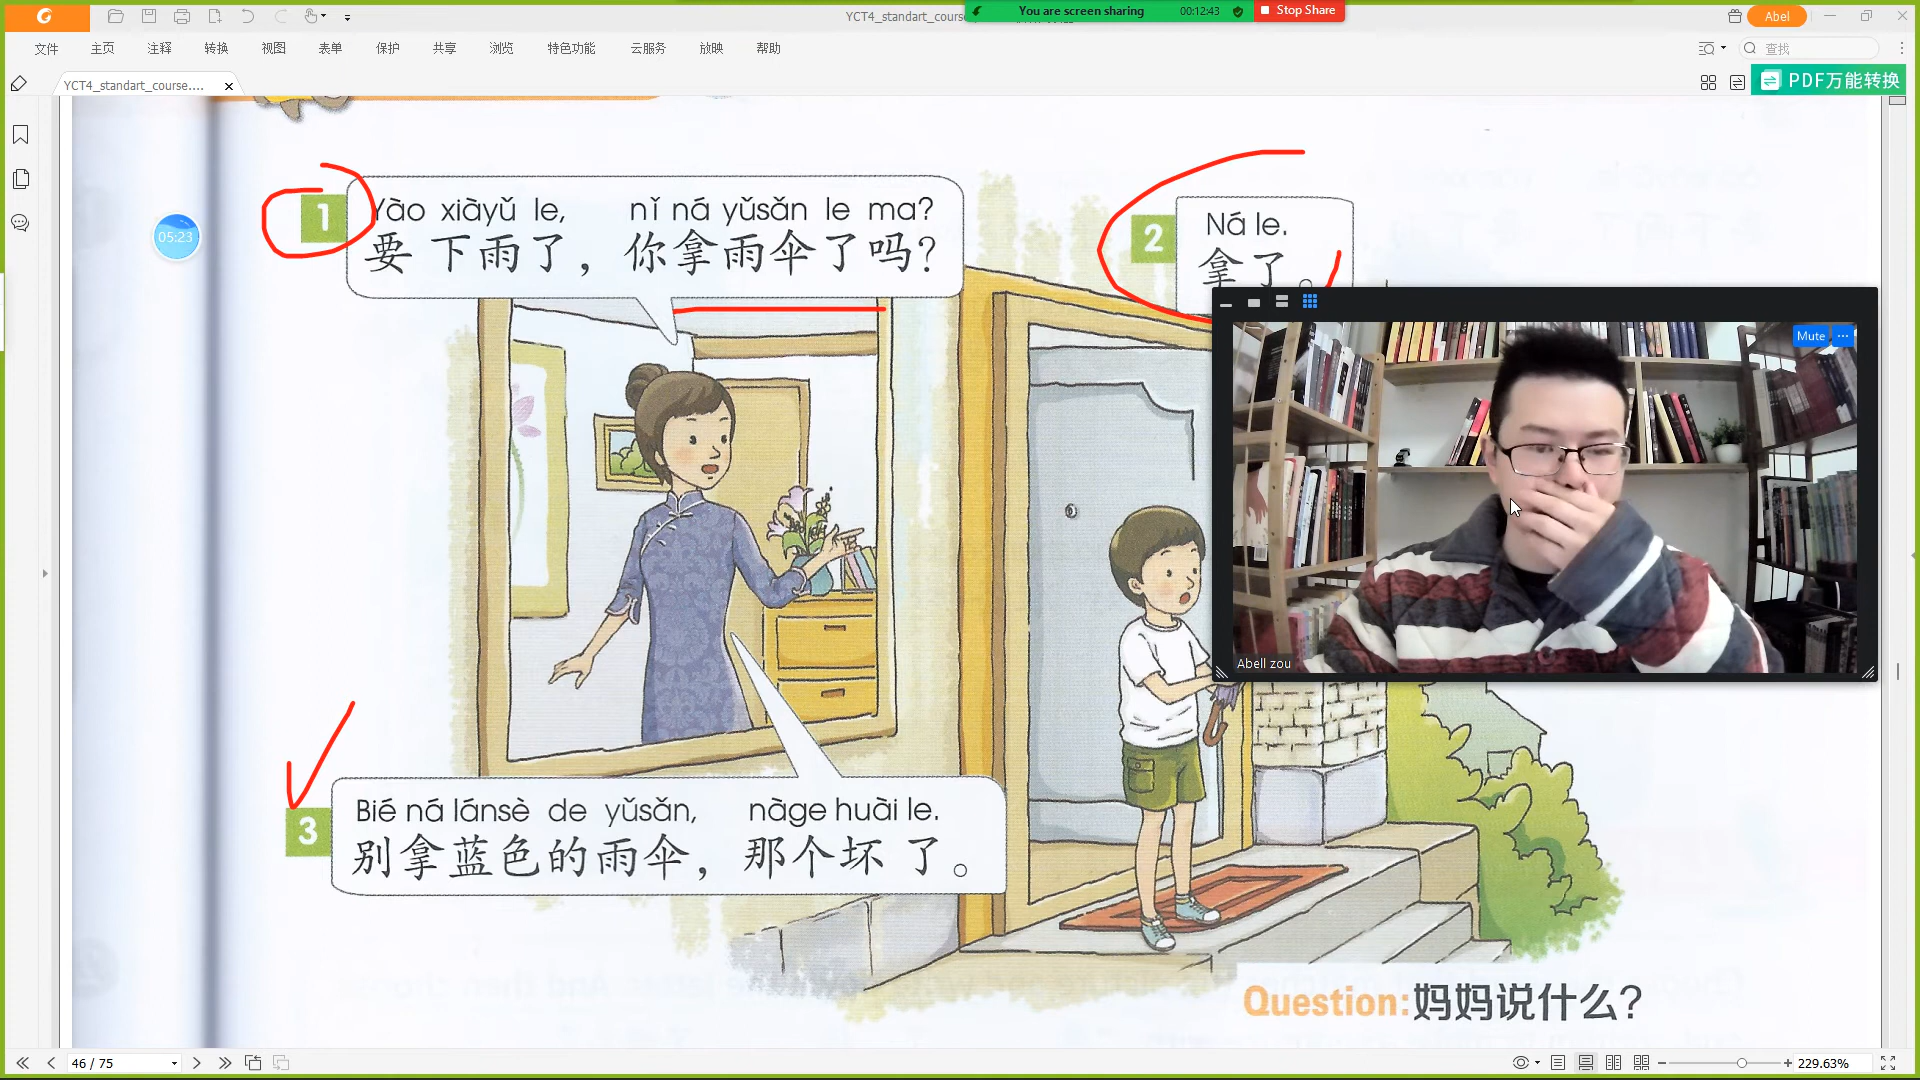 YCT4_standart_course
You are screen sharing
00:12:43
Stop Share
Abel
文件 主页 注释 转换 视图 表单 保护 共享 浏览 特色功能 云服务 放映 帮助
查找
YCT4_standart_course....
PDF万能转换
05:23
1
Yào xiàyǔ le, nǐ ná yǔsǎn le ma?
要下雨了，你拿雨伞了吗？
2
Ná le.
拿了。
Mute
Abell zou
3
Bié ná lánsè de yǔsǎn, nàge huài le.
别拿蓝色的雨伞，那个坏了。
Question:妈妈说什么？
46 / 75
229.63%